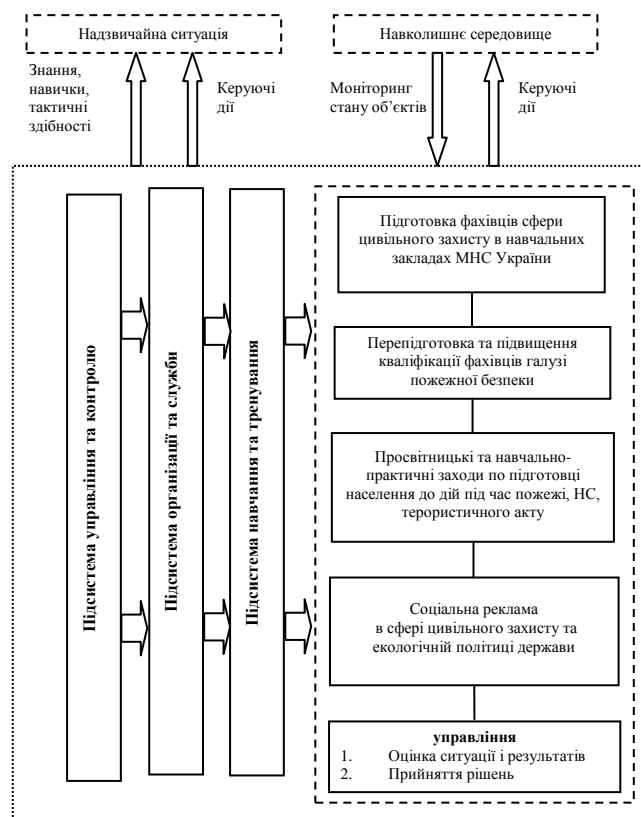 Надзвичайна ситуація
Навколишнє середовище
Знання,
навички,
тактичні
здібності
Керуючі
дії
Моніторинг
стану об’єктів
Керуючі
дії
Підсистема управління та контролю
Підсистема організації та служби
Підсистема навчання та тренування
Підготовка фахівців сфери
цивільного захисту в навчальних
закладах МНС України
Перепідготовка та підвищення
кваліфікації фахівців галузі
пожежної безпеки
Просвітницькі та навчально-
практичні заходи по підготовці
населення до дій під час пожежі, НС,
терористичного акту
Соціальна реклама
в сфері цивільного захисту та
екологічній політиці держави
управління
1. Оцінка ситуації і результатів
2. Прийняття рішень